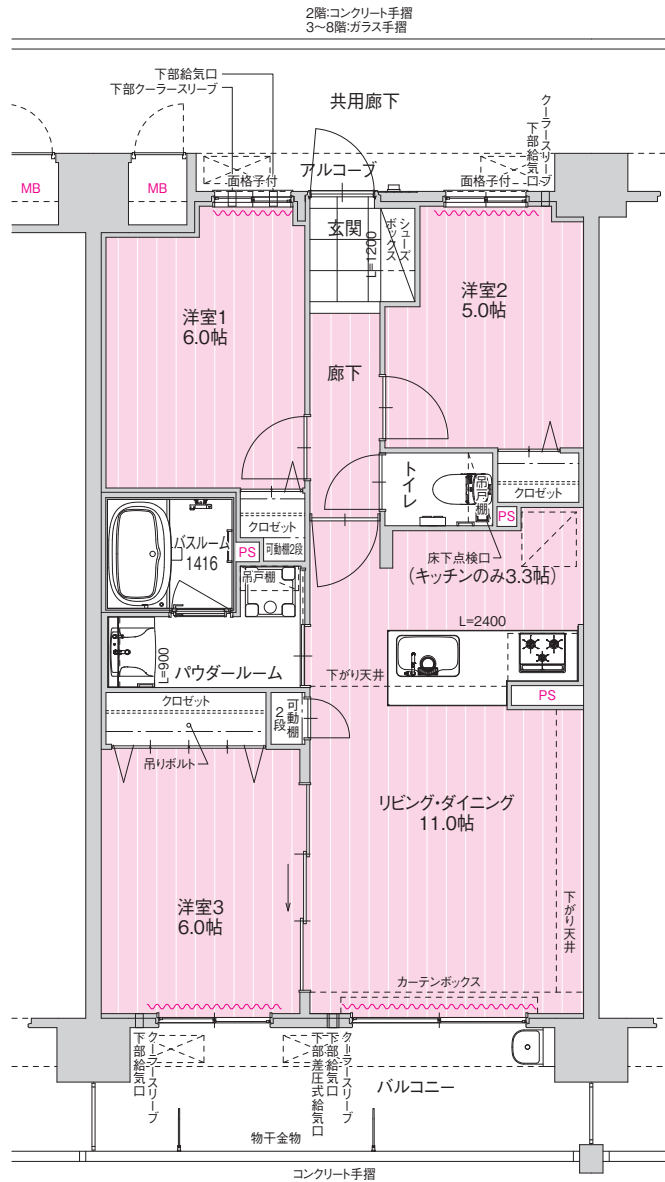 2階:コンクリート手摺
3〜8階:ガラス手摺
下部給気口
下部クーラースリーブ
共用廊下
クーラースリーブ
下部給気口
アルコーブ
面格子付
面格子付
MB
MB
玄関
L=1200
シューズ
ボックス
洋室1
6.0帖
洋室2
5.0帖
廊下
トイレ
吊戸棚
クロゼット
PS
クロゼット
可動棚2段
PS
バスルーム
1416
吊戸棚
床下点検口
(キッチンのみ3.3帖)
L=2400
L=900
パウダールーム
下がり天井
PS
クロゼット
可動棚
2段
吊りボルト
リビング・ダイニング
11.0帖
洋室3
6.0帖
下がり天井
カーテンボックス
クーラースリーブ
下部給気口
クーラースリーブ
下部給気口
下部差圧式給気口
バルコニー
物干金物
コンクリート手摺